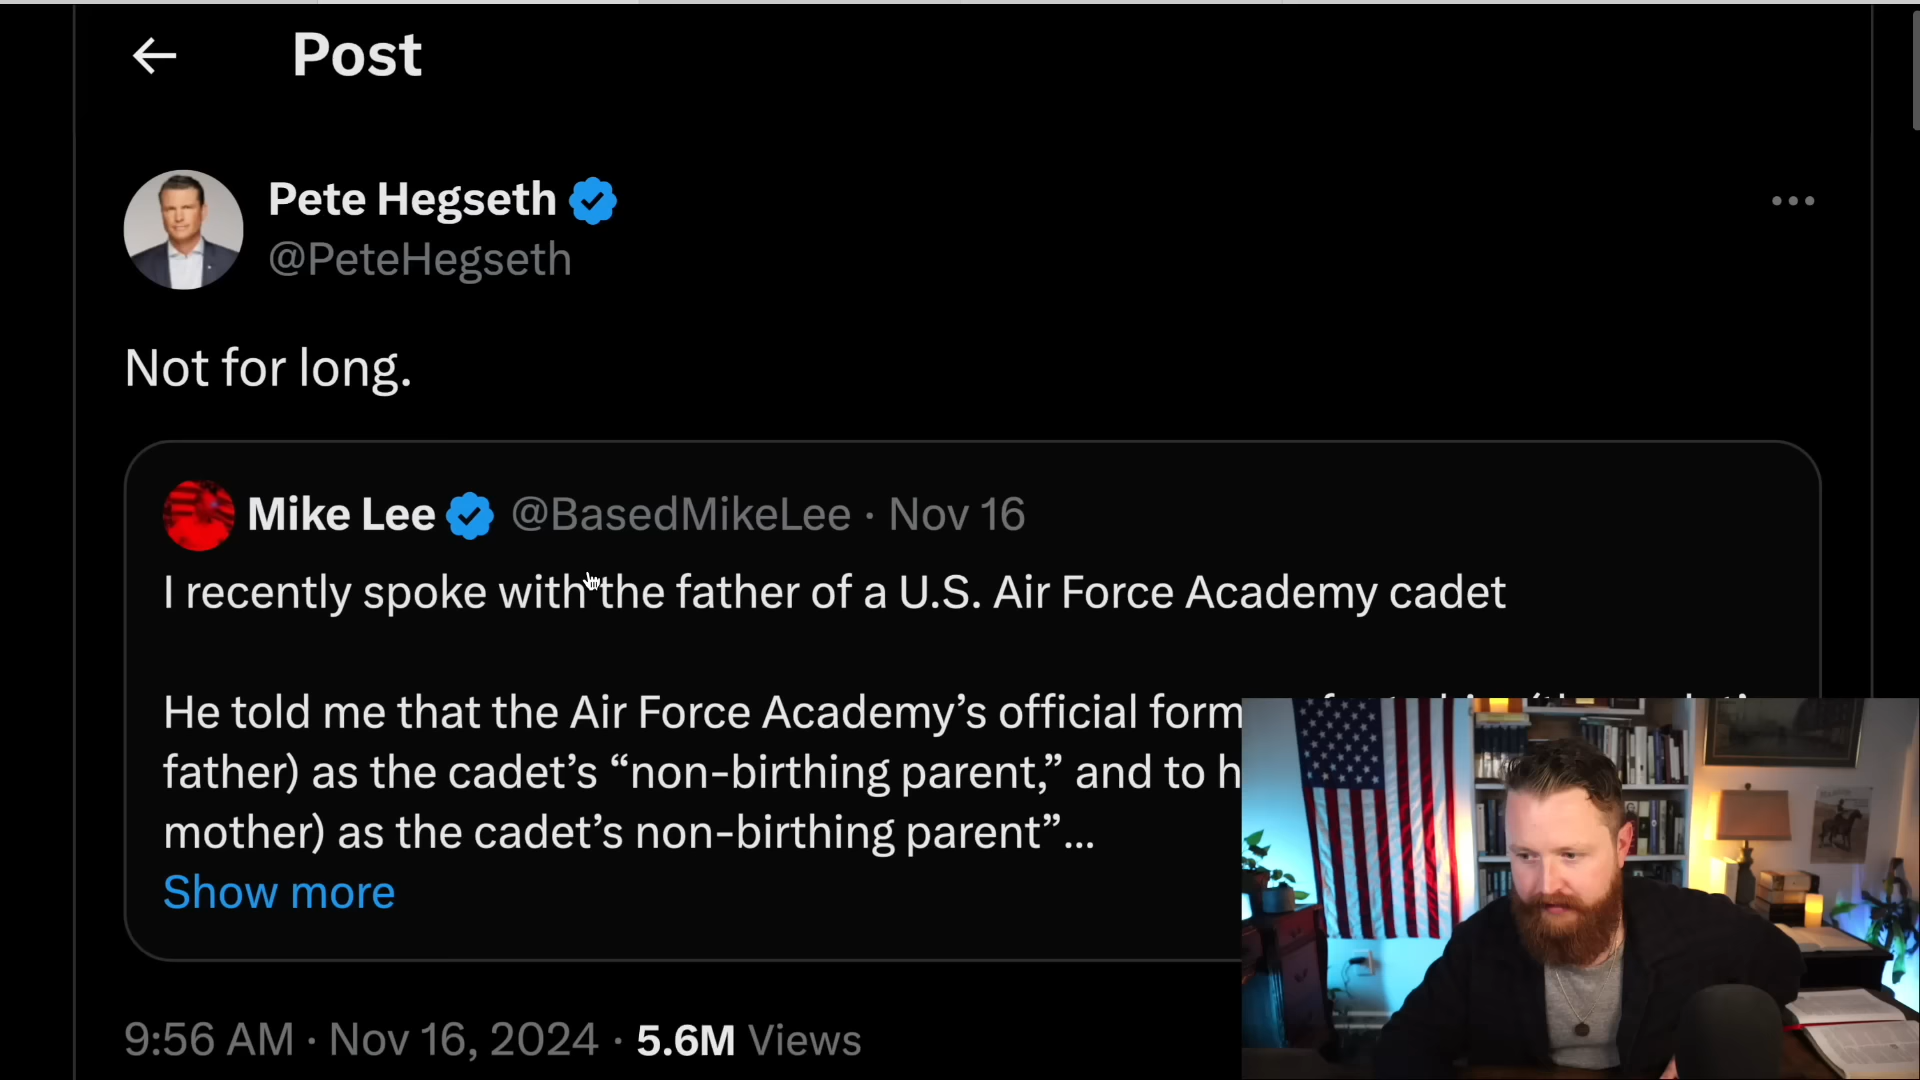 Post
Pete Hegseth
@PeteHegseth
Not for long.
Mike Lee @BasedMikeLee · Nov 16
I recently spoke with the father of a U.S. Air Force Academy cadet
He told me that the Air Force Academy’s official form
father) as the cadet’s “non-birthing parent,” and to h
mother) as the cadet’s non-birthing parent”...
Show more
9:56 AM · Nov 16, 2024 · 5.6M Views